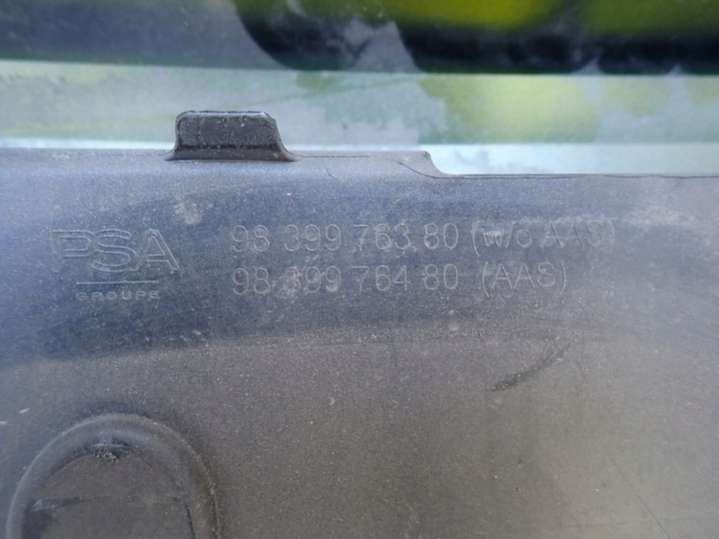 PSA
GROUPE
98 399 763 80 (w/o AAS)
98 399 764 80 (AAS)